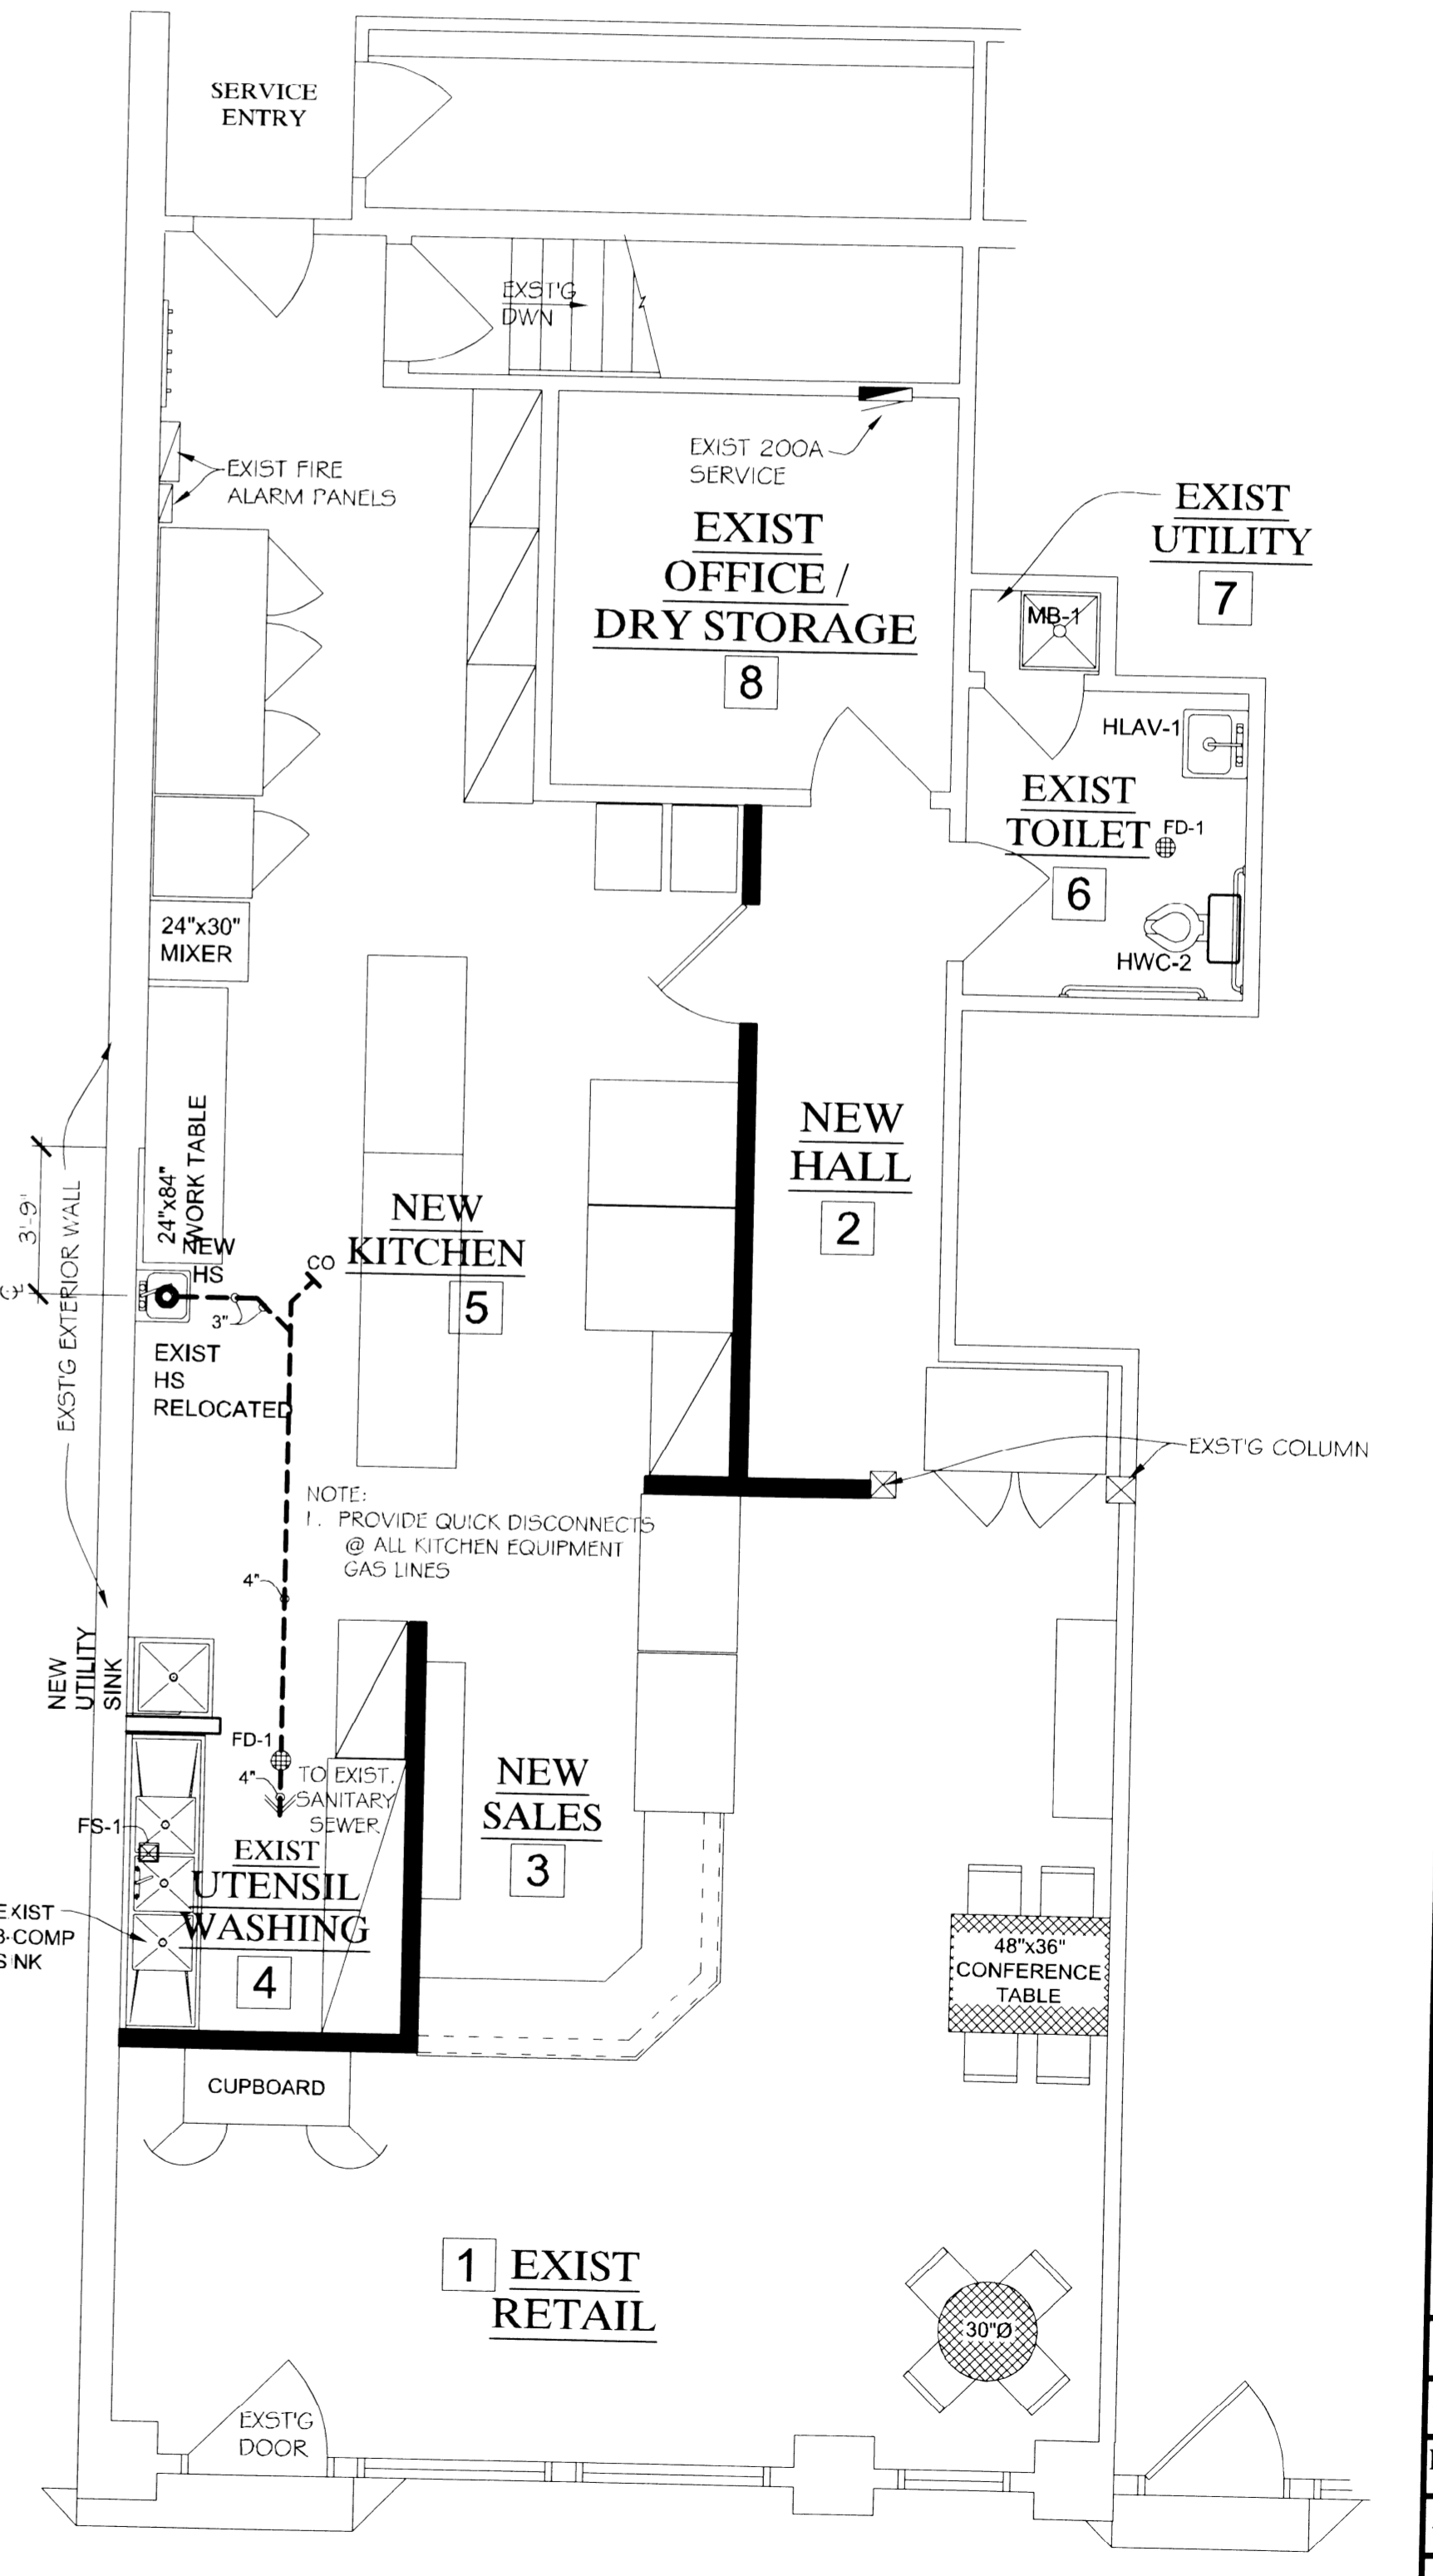 SERVICE
ENTRY
EXST'G
DWN
EXIST FIRE
ALARM PANELS
EXIST 200A
SERVICE
EXIST
OFFICE /
DRY STORAGE
8
EXIST
UTILITY
7
MB-1
HLAV-1
EXIST
TOILET
FD-1
6
HWC-2
24"x30"
MIXER
24"x84"
WORK TABLE
NEW
HALL
2
3'-9"
EXST'G EXTERIOR WALL
NEW
HS
3"
CO
NEW
KITCHEN
5
EXIST
HS
RELOCATED
EXST'G COLUMN
NOTE:
1. PROVIDE QUICK DISCONNECTS
@ ALL KITCHEN EQUIPMENT
GAS LINES
4"
NEW
UTILITY
SINK
FD-1
4"
TO EXIST.
SANITARY
SEWER
FS-1
EXIST
UTENSIL
WASHING
4
EXIST
3-COMP
SINK
NEW
SALES
3
48"x36"
CONFERENCE
TABLE
CUPBOARD
1 EXIST
RETAIL
30"Ø
EXST'G
DOOR